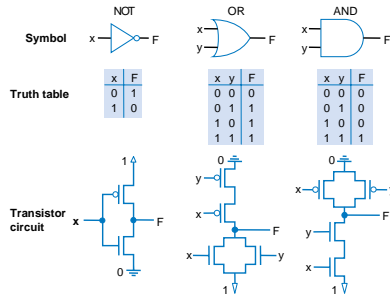 NOT OR AND
Symbol x F x y F x y F
Truth table
x F x y F x y F
0 1 0 0 0 0 0 0
1 0 0 1 1 0 1 0
1 0 1 1 0 0
1 1 1 1 1 1
Transistor circuit
1 0 0
y x y
x y
x F x F F
x y x
0 1 1